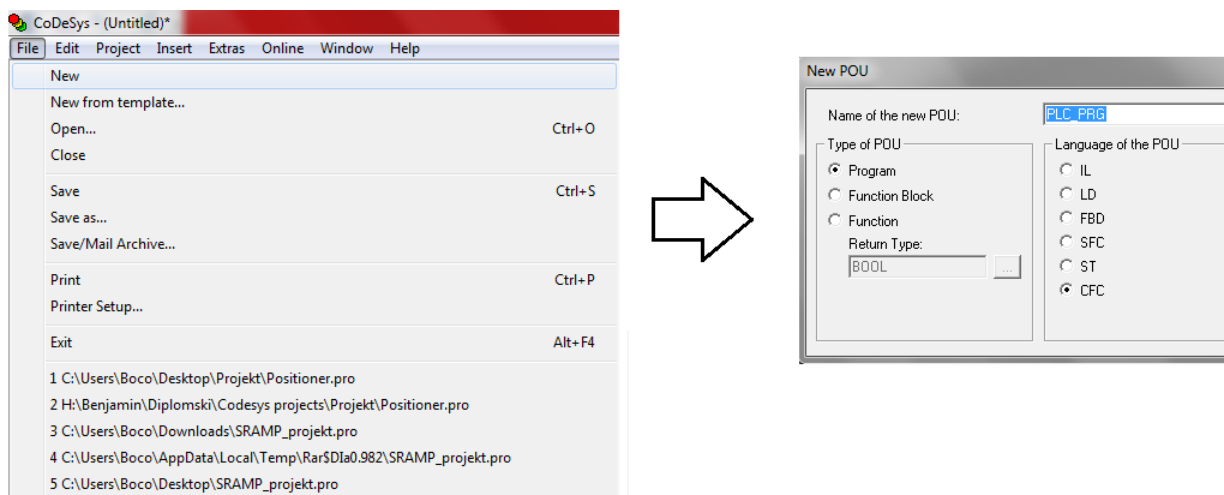 CoDeSys - (Untitled)*
File Edit Project Insert Extras Online Window Help
New
New from template...
Open... Ctrl+O
Close
Save Ctrl+S
Save as...
Save/Mail Archive...
Print Ctrl+P
Printer Setup...
Exit Alt+F4
1 C:\Users\Boco\Desktop\Projekt\Positioner.pro
2 H:\Benjamin\Diplomski\Codesys projects\Projekt\Positioner.pro
3 C:\Users\Boco\Downloads\SRAMP_projekt.pro
4 C:\Users\Boco\AppData\Local\Temp\Rar$DIa0.982\SRAMP_projekt.pro
5 C:\Users\Boco\Desktop\SRAMP_projekt.pro
New POU
Name of the new POU: PLC_PRG
Type of POU
Program
Function Block
Function
Return Type:
BOOL ...
Language of the POU
IL
LD
FBD
SFC
ST
CFC